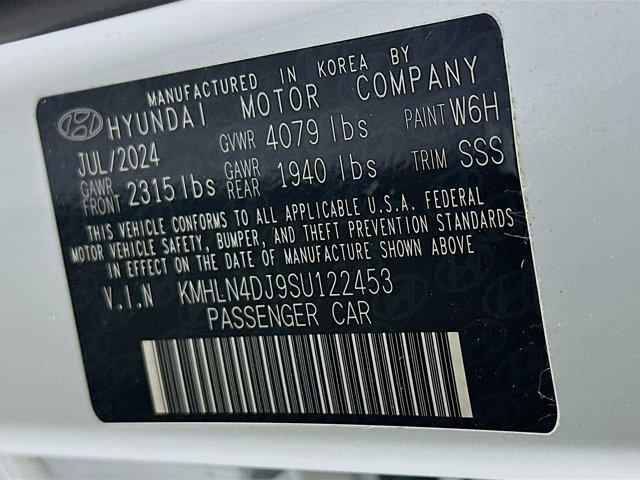 MANUFACTURED IN KOREA BY
HYUNDAI MOTOR COMPANY
JUL/2024 GVWR 4079 lbs PAINT W6H
GAWR FRONT 2315 lbs GAWR REAR 1940 lbs TRIM SSS
THIS VEHICLE CONFORMS TO ALL APPLICABLE U.S.A. FEDERAL
MOTOR VEHICLE SAFETY, BUMPER, AND THEFT PREVENTION STANDARDS
IN EFFECT ON THE DATE OF MANUFACTURE SHOWN ABOVE
V.I.N KMHLN4DJ9SU122453
PASSENGER CAR